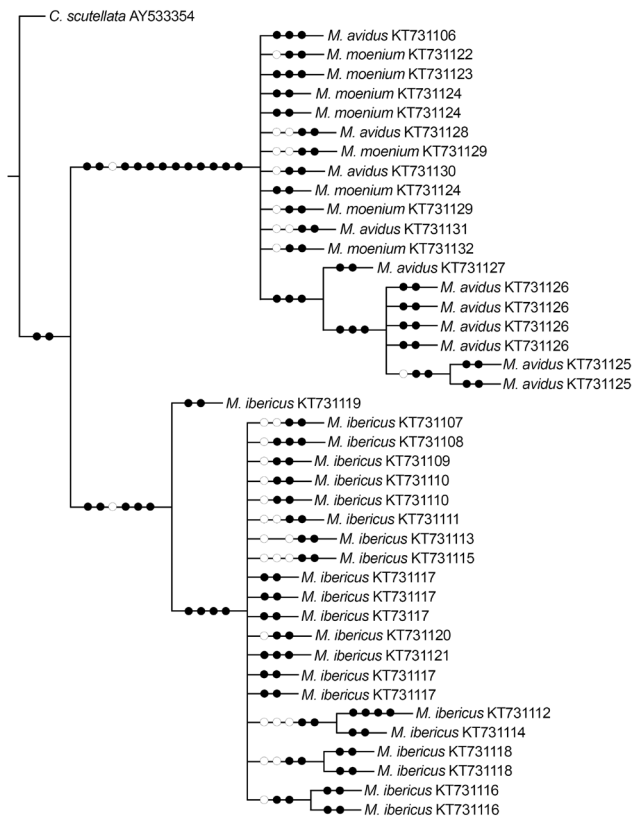 C. scutellata AY533354
M. avidus KT731106
M. moenium KT731122
M. moenium KT731123
M. moenium KT731124
M. moenium KT731124
M. avidus KT731128
M. moenium KT731129
M. avidus KT731130
M. moenium KT731124
M. moenium KT731129
M. avidus KT731131
M. moenium KT731132
M. avidus KT731127
M. avidus KT731126
M. avidus KT731126
M. avidus KT731126
M. avidus KT731126
M. avidus KT731125
M. avidus KT731125
M. ibericus KT731119
M. ibericus KT731107
M. ibericus KT731108
M. ibericus KT731109
M. ibericus KT731110
M. ibericus KT731110
M. ibericus KT731111
M. ibericus KT731113
M. ibericus KT731115
M. ibericus KT731117
M. ibericus KT731117
M. ibericus KT73117
M. ibericus KT731120
M. ibericus KT731121
M. ibericus KT731117
M. ibericus KT731117
M. ibericus KT731112
M. ibericus KT731114
M. ibericus KT731118
M. ibericus KT731118
M. ibericus KT731116
M. ibericus KT731116